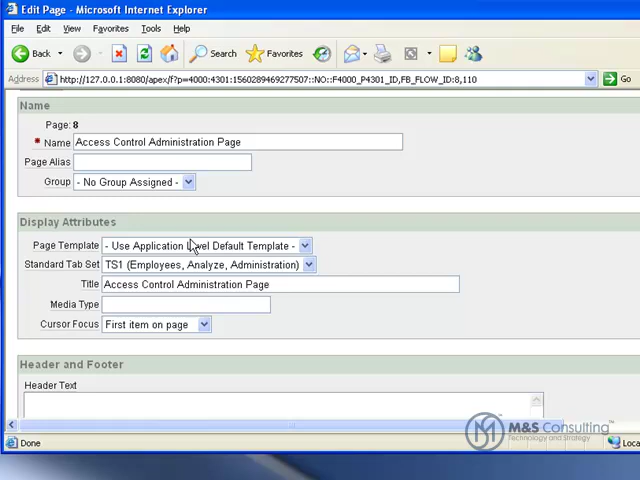 Edit Page - Microsoft Internet Explorer
File Edit View Favorites Tools Help
Back Search Favorites
Address http://127.0.0.1:8080/apex/f?p=4000:4301:1560289469277507::NO::F4000_P4301_ID,FB_FLOW_ID:8,110 Go
Name
Page: 8
* Name Access Control Administration Page
Page Alias
Group - No Group Assigned -
Display Attributes
Page Template - Use Application Level Default Template -
Standard Tab Set TS1 (Employees, Analyze, Administration)
Title Access Control Administration Page
Media Type
Cursor Focus First item on page
Header and Footer
Header Text
M&S Consulting™
Technology and Strategy
Done Loca